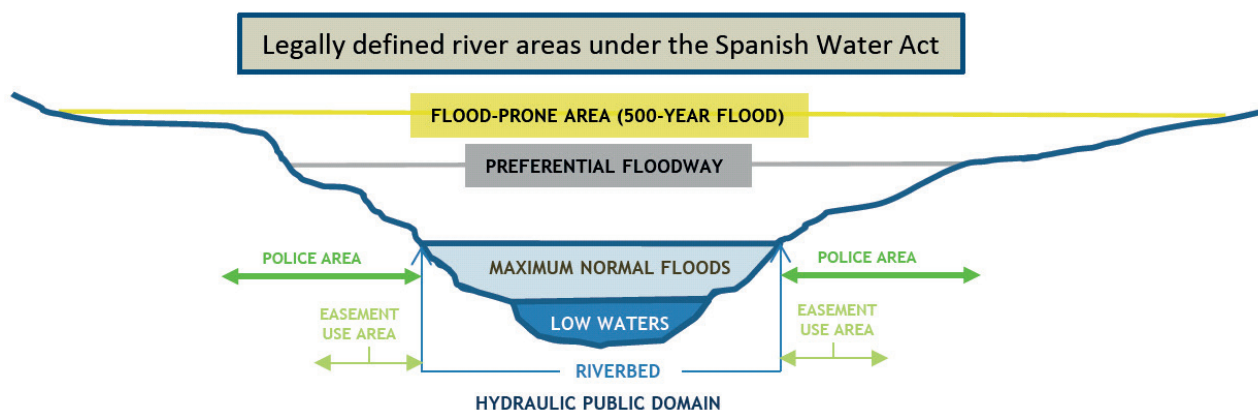 Legally defined river areas under the Spanish Water Act
FLOOD-PRONE AREA (500-YEAR FLOOD)
PREFERENTIAL FLOODWAY
POLICE AREA
MAXIMUM NORMAL FLOODS
POLICE AREA
EASEMENT
USE AREA
LOW WATERS
EASEMENT
USE AREA
RIVERBED
HYDRAULIC PUBLIC DOMAIN